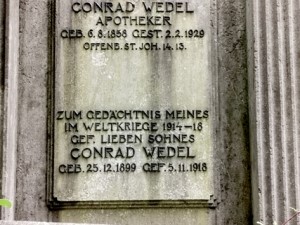 CONRAD WEDEL
APOTHEKER
GEB. 6.8.1858 GEST. 2.2.1929
OFFENB. ST. JOH. 14.13.
ZUM GEDÄCHTNIS MEINES
IM WELTKRIEGE 1914-18
GEF. LIEBEN SOHNES
CONRAD WEDEL
GEB. 25.12.1899 GEF. 5.11.1918